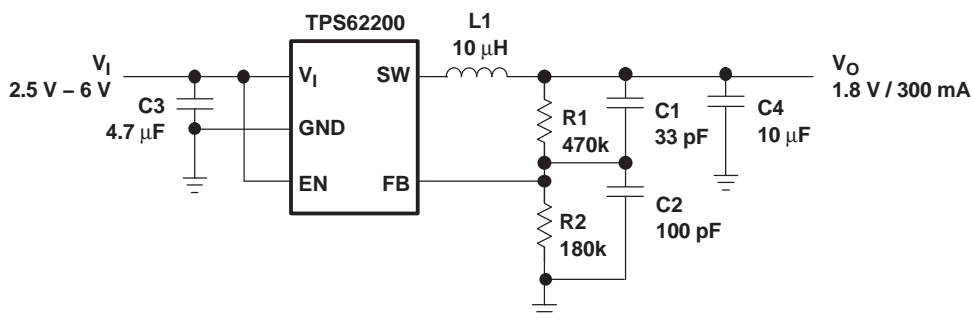 TPS62200
L1
10 μH
VI
2.5 V – 6 V
VI
SW
VO
1.8 V / 300 mA
C3
4.7 μF
GND
R1
470k
C1
33 pF
C4
10 μF
EN
FB
R2
180k
C2
100 pF